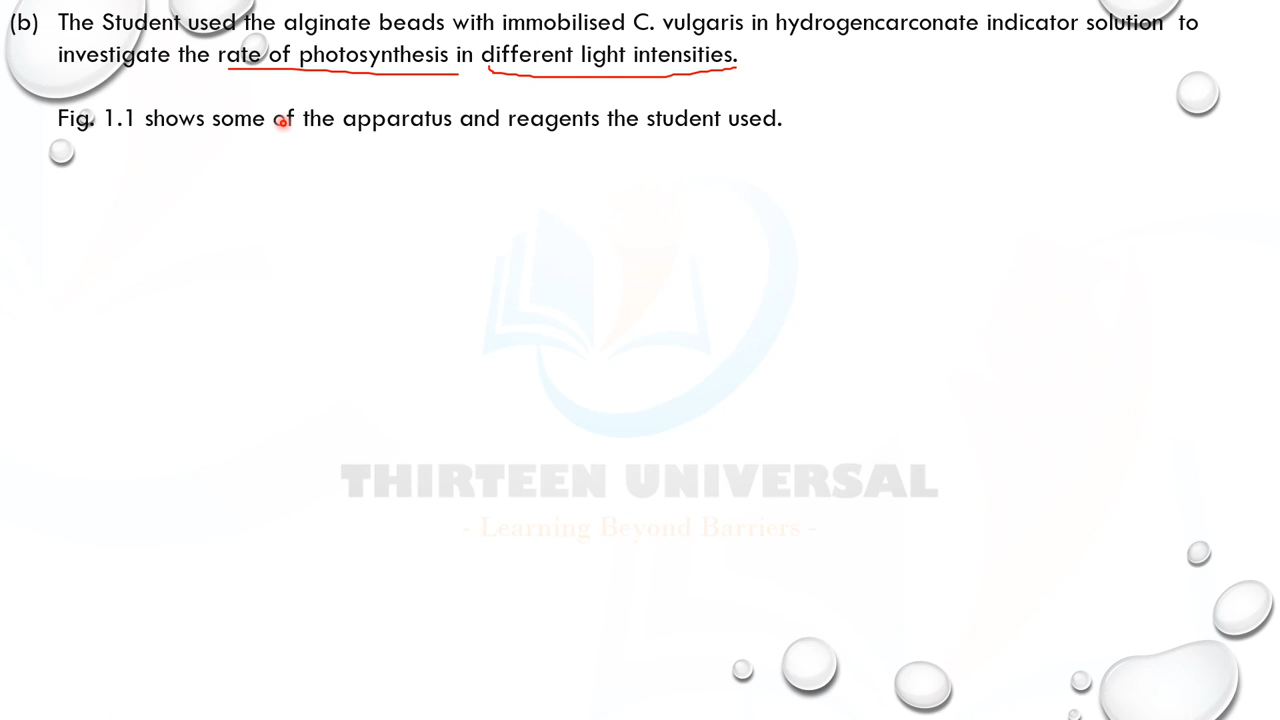 (b) The Student used the alginate beads with immobilised C. vulgaris in hydrogencarconate indicator solution to
investigate the rate of photosynthesis in different light intensities.
Fig. 1.1 shows some of the apparatus and reagents the student used.
THIRTEEN UNIVERSAL
- Learning Beyond Barriers -